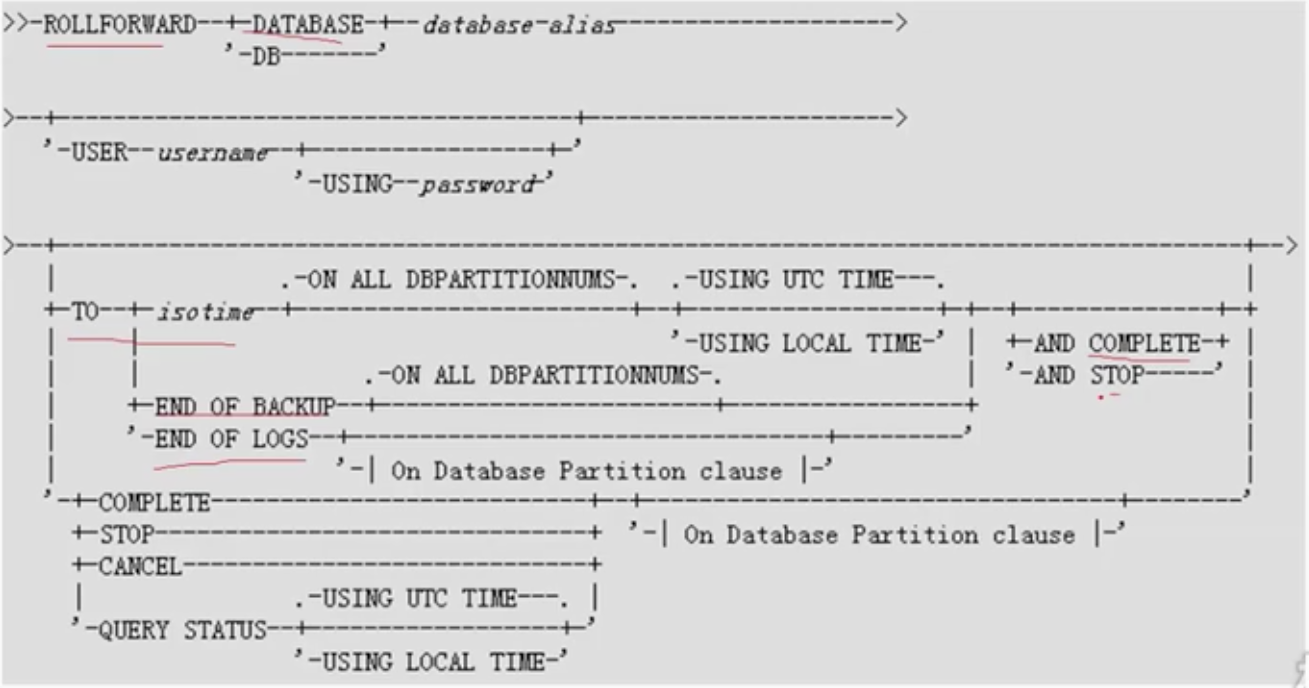 >>-ROLLFORWARD--+-DATABASE-+--database-alias-------------------->
'-DB-------'
>--+---------------------------------------+-------------------->
'-USER--username--+--------------------+-'
'-USING--password-'
>--+---------------------------------------------------------------+-->
| .-ON ALL DBPARTITIONNUMS-. .-USING UTC TIME---. |
+-TO--+-isotime--+------------------------+--+------------------+-+--+--------------+-+
| | '-USING LOCAL TIME-' | +-AND COMPLETE-+ |
| | .-ON ALL DBPARTITIONNUMS-. | '-AND STOP-----' |
| +-END OF BACKUP--+------------------------+-----------------+ |
| '-END OF LOGS--+----------------------------------+---------' |
| '-| On Database Partition clause |-' |
'-+-COMPLETE---------------------------+--+----------------------------------+--------'
+-STOP-------------------------------+ '-| On Database Partition clause |-'
+-CANCEL-----------------------------+
| .-USING UTC TIME---. |
'-QUERY STATUS--+------------------+-'
'-USING LOCAL TIME-'